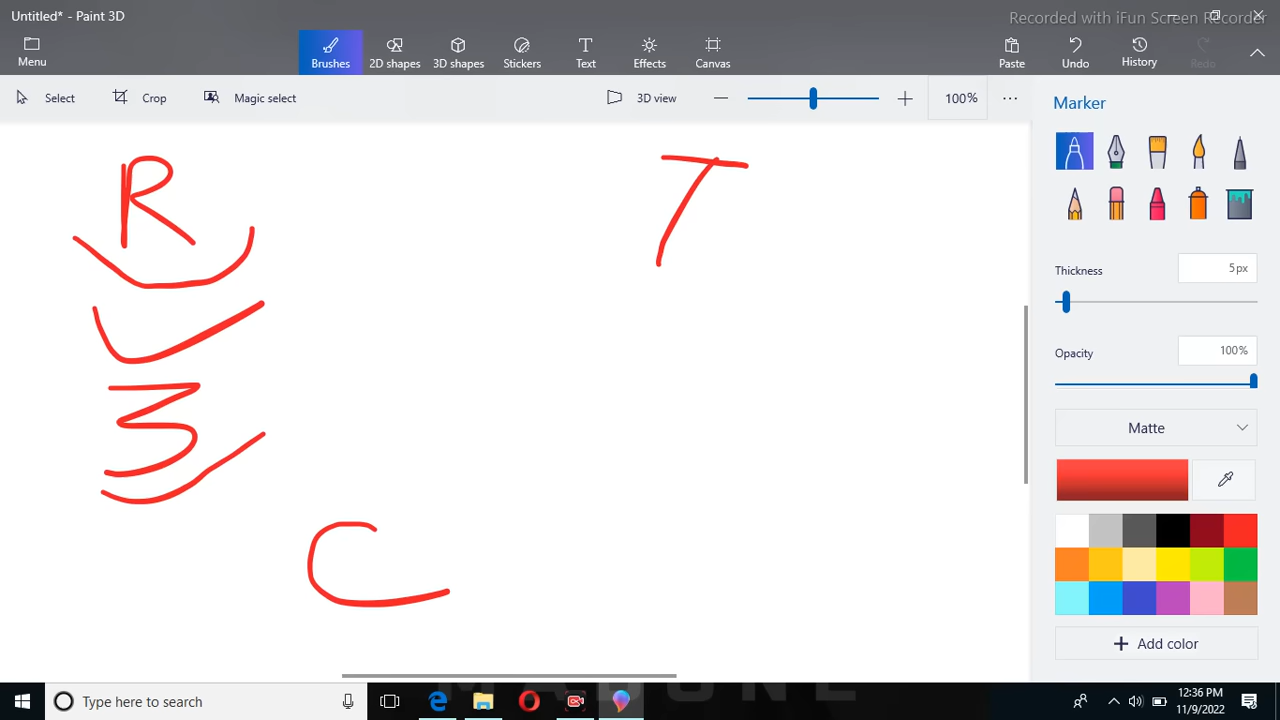 Untitled* - Paint 3D
Recorded with iFun Screen Recorder
Menu
Brushes 2D shapes 3D shapes Stickers Text Effects Canvas Paste Undo History Redo
Select Crop Magic select 3D view 100%
Marker
R T
Thickness 5px
Opacity 100%
3
Matte
C
Add color
Type here to search
12:36 PM
11/9/2022